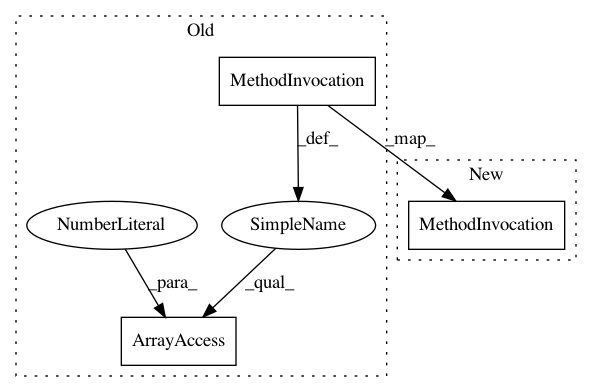 Old
MethodInvocation
_def_
_map_
New
NumberLiteral
SimpleName
MethodInvocation
_para_
_qual_
ArrayAccess